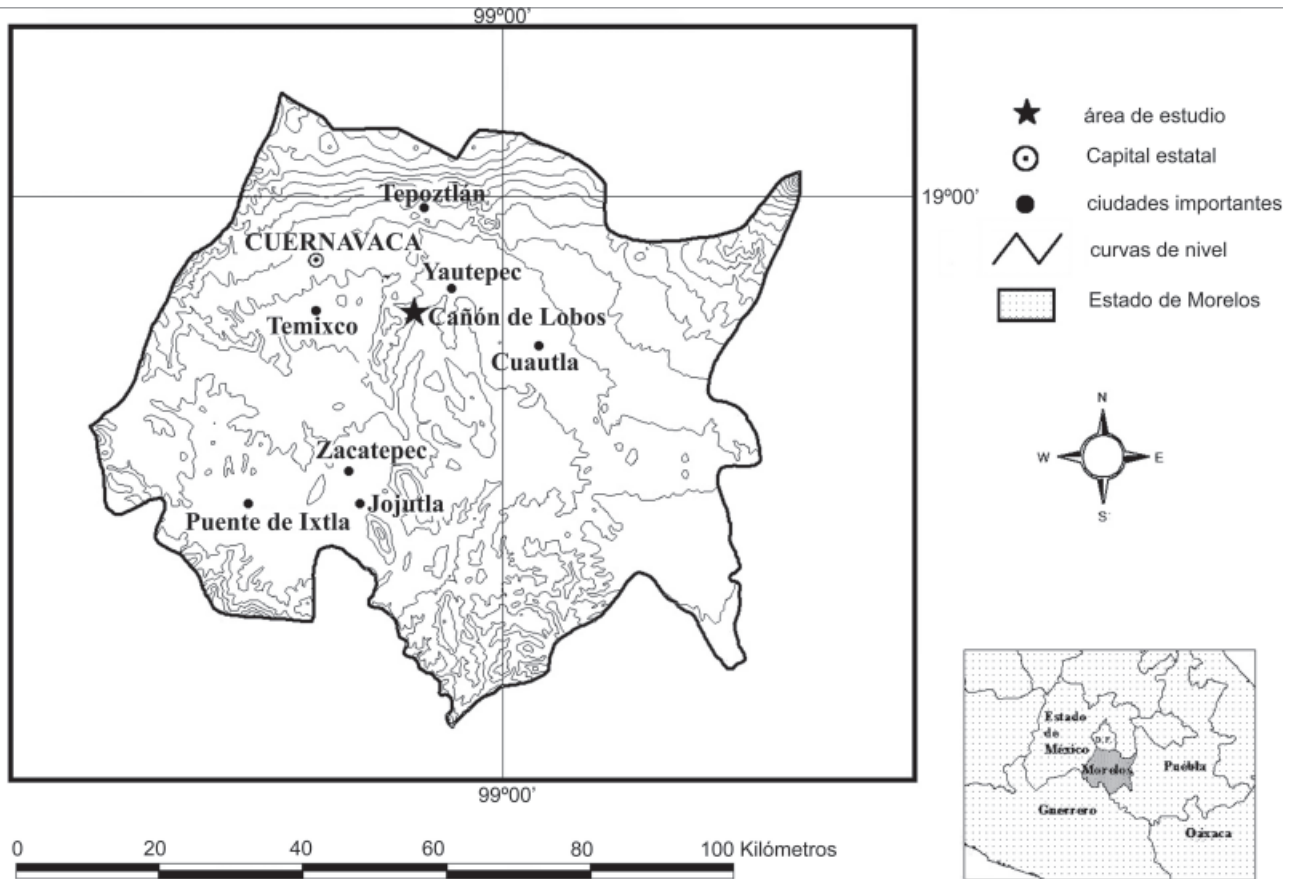 99º00'
19º00'
Tepoztlán
CUERNAVACA
Yautepec
Temixco
Cañón de Lobos
Cuautla
Zacatepec
Puente de Ixtla
Jojutla
99º00'
0 20 40 60 80 100 Kilómetros
área de estudio
Capital estatal
ciudades importantes
curvas de nivel
Estado de Morelos
N
W E
S
Estado
de
México
D.F.
Morelos
Puébla
Guerrero
Oáxaca